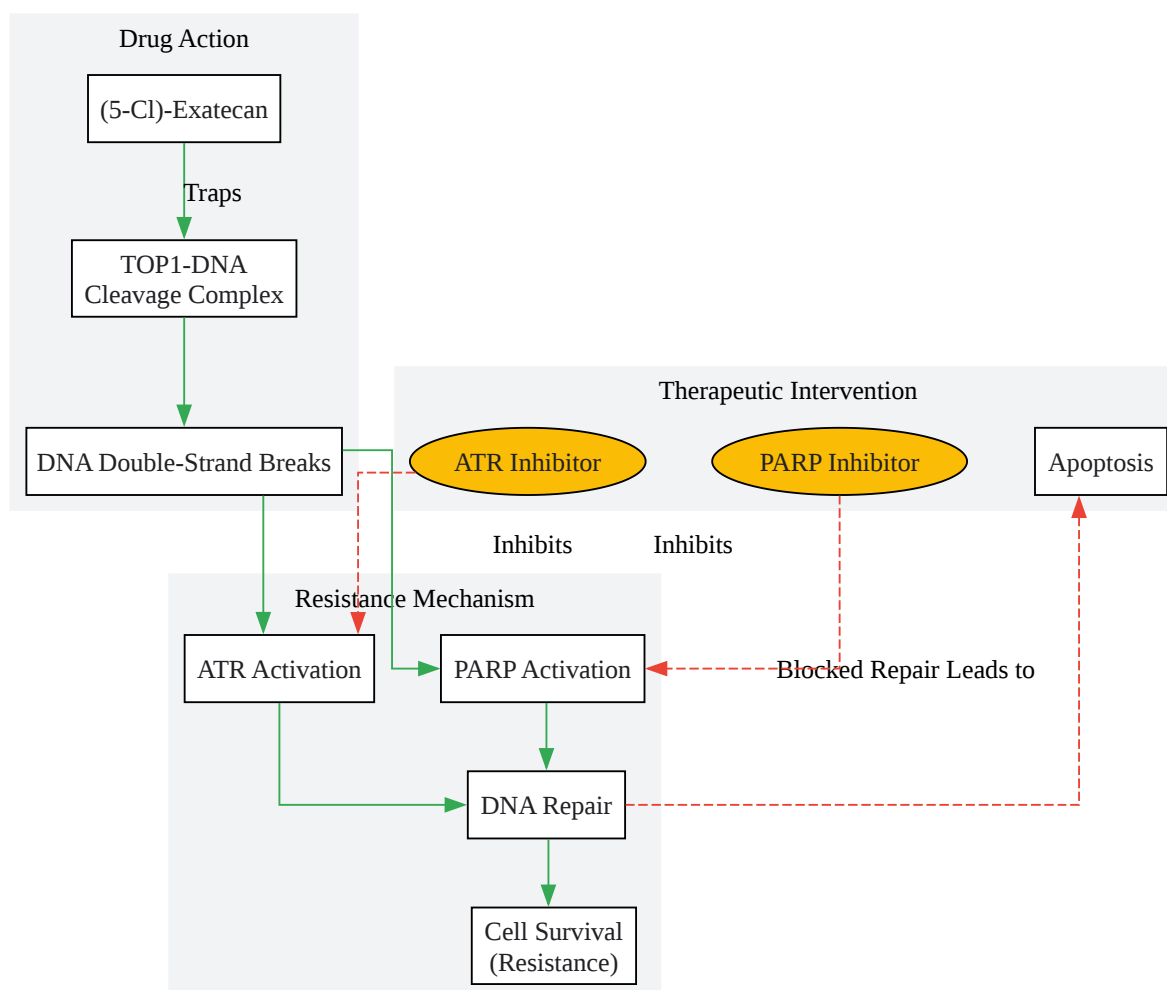 Drug Action
(5-Cl)-Exatecan
Traps
TOP1-DNA
Cleavage Complex
Therapeutic Intervention
DNA Double-Strand Breaks
ATR Inhibitor
PARP Inhibitor
Apoptosis
Inhibits
Inhibits
Resistance Mechanism
ATR Activation
PARP Activation
Blocked Repair Leads to
DNA Repair
Cell Survival
(Resistance)